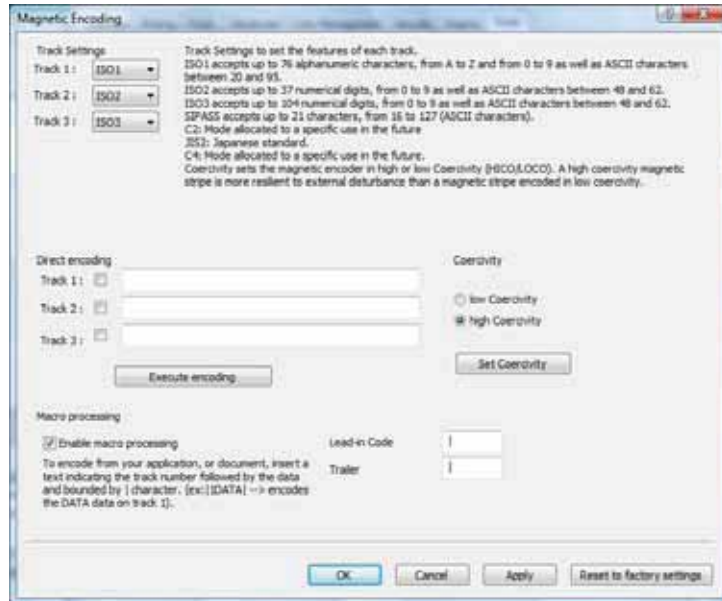 Magnetic Encoding
Track Settings
Track 1 : ISO1
Track 2 : ISO2
Track 3 : ISO3
Track Settings to set the features of each track.
ISO1 accepts up to 76 alphanumeric characters, from A to Z and from 0 to 9 as well as ASCII characters
between 20 and 95.
ISO2 accepts up to 37 numerical digits, from 0 to 9 as well as ASCII characters between 48 and 62.
ISO3 accepts up to 104 numerical digits, from 0 to 9 as well as ASCII characters between 48 and 62.
SIPASS accepts up to 21 characters, from 16 to 127 (ASCII characters).
C2: Mode allocated to a specific use in the future
JIS2: Japanese standard.
C4: Mode allocated to a specific use in the future.
Coercivity sets the magnetic encoder in high or low Coercivity (HICO/LOCO). A high coercivity magnetic
stripe is more resilient to external disturbance than a magnetic stripe encoded in low coercivity.
Direct encoding
Track 1 :
Track 2 :
Track 3 :
Execute encoding
Coercivity
low Coercivity
high Coercivity
Set Coercivity
Macro processing
Enable macro processing
To encode from your application, or document, insert a
text indicating the track number followed by the data
and bounded by | character. (ex:|1DATA| --> encodes
the DATA data on track 1).
Lead-in Code |
Trailer |
OK
Cancel
Apply
Reset to factory settings